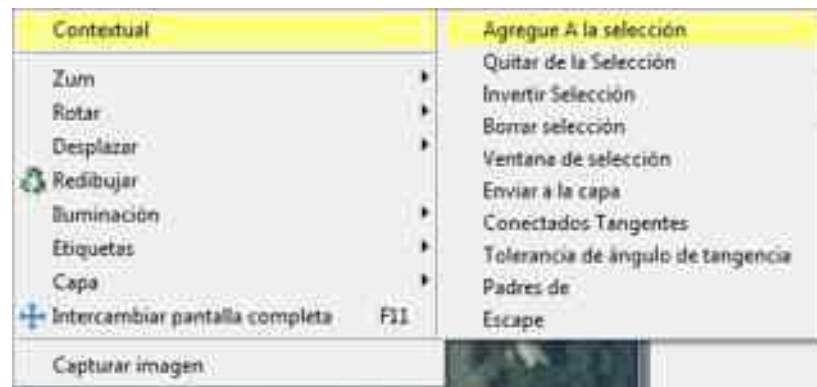 Contextual
Zum
Rotar
Desplazar
Redibujar
Iluminación
Etiquetas
Capa
Intercambiar pantalla completa F11
Capturar imagen
Agregue A la selección
Quitar de la Selección
Invertir Selección
Borrar selección
Ventana de selección
Enviar a la capa
Conectados Tangentes
Tolerancia de ángulo de tangencia
Padres de
Escape